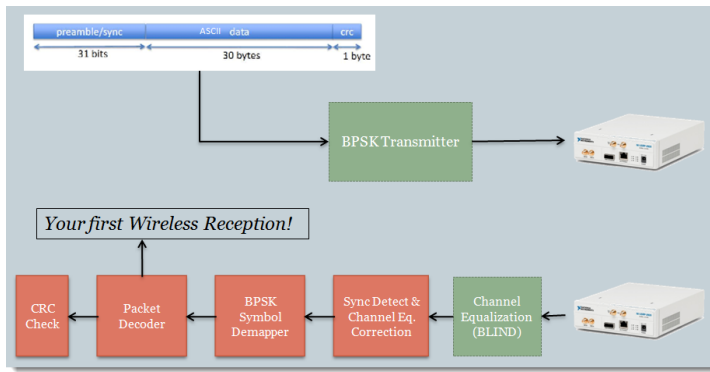 preamble/sync
ASCII data
crc
31 bits
30 bytes
1 byte
BPSK Transmitter
Your first Wireless Reception!
CRC
Check
Packet
Decoder
BPSK
Symbol
Demapper
Sync Detect &
Channel Eq.
Correction
Channel
Equalization
(BLIND)